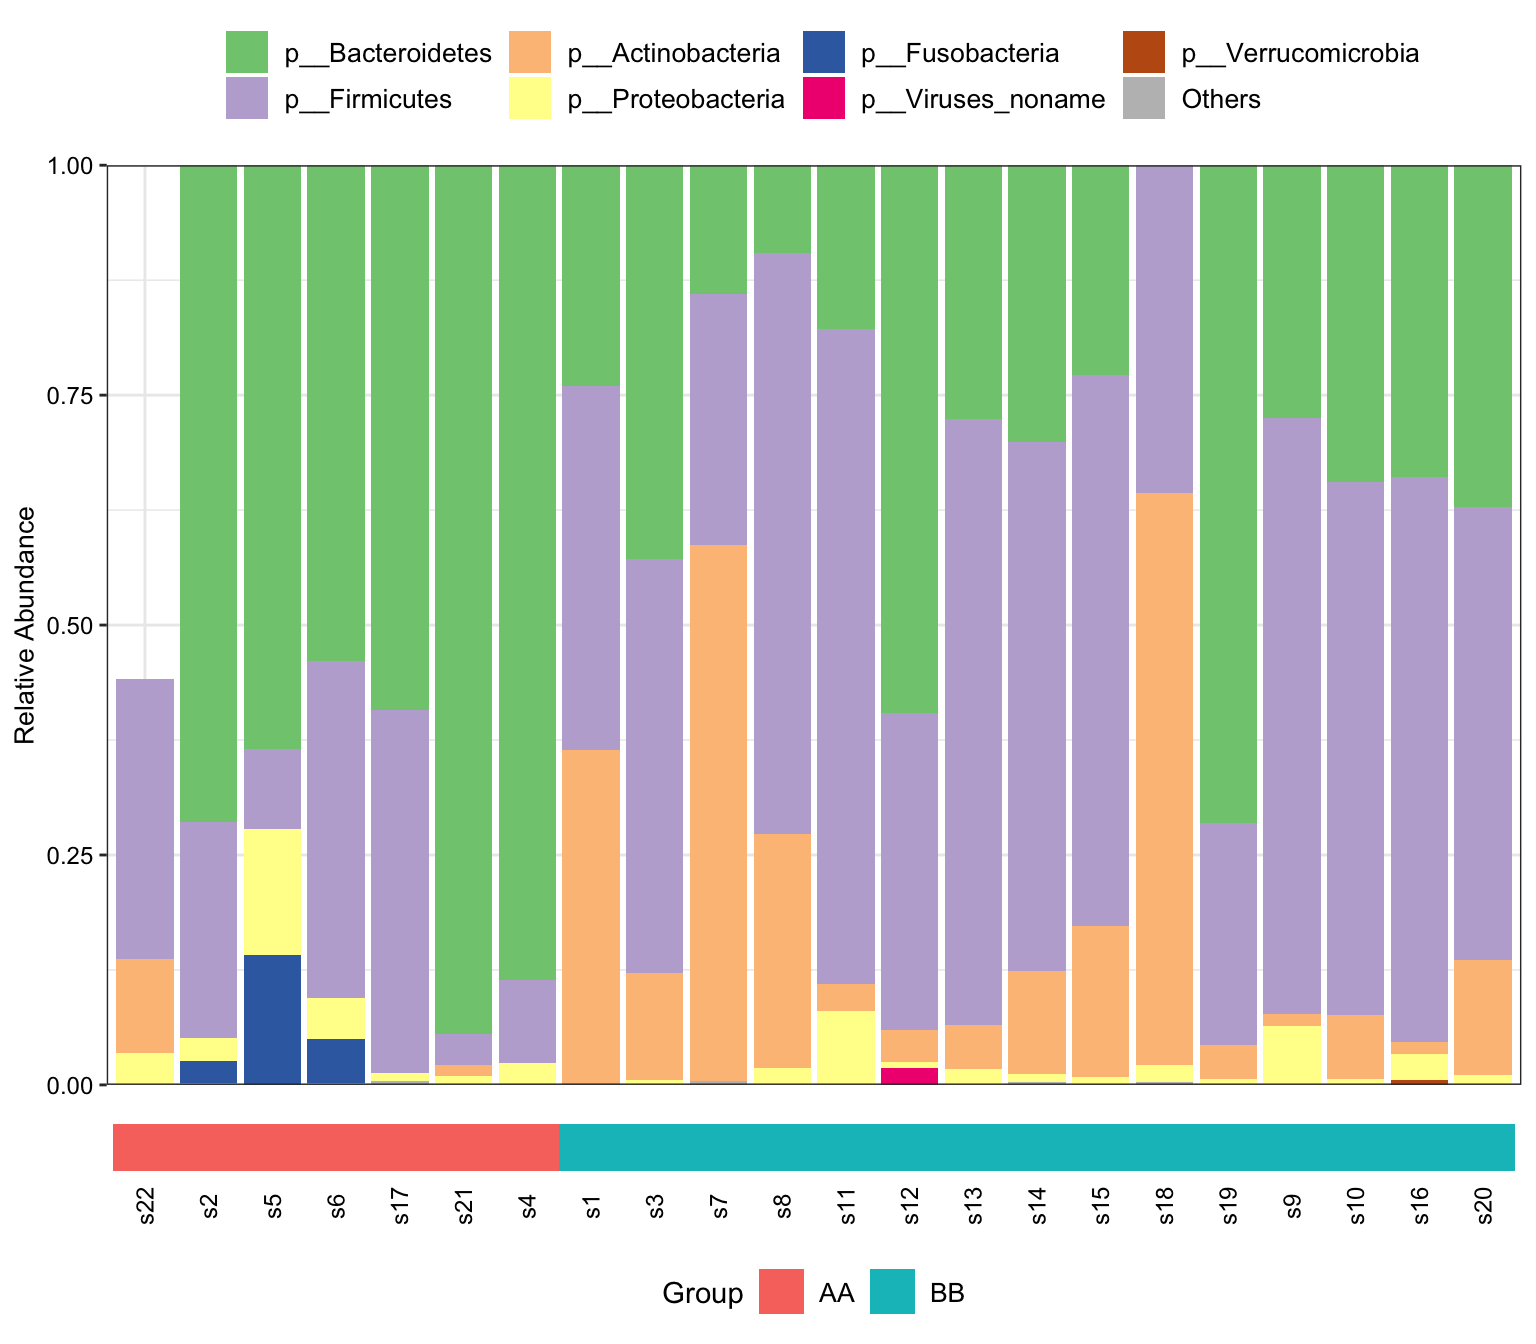 p__Bacteroidetes p__Actinobacteria p__Fusobacteria p__Verrucomicrobia
p__Firmicutes p__Proteobacteria p__Viruses_noname Others
1.00
0.75
0.50
0.25
0.00
Relative Abundance
s22 s2 s5 s6 s17 s21 s4 s1 s3 s7 s8 s11 s12 s13 s14 s15 s18 s19 s9 s10 s16 s20
Group AA BB